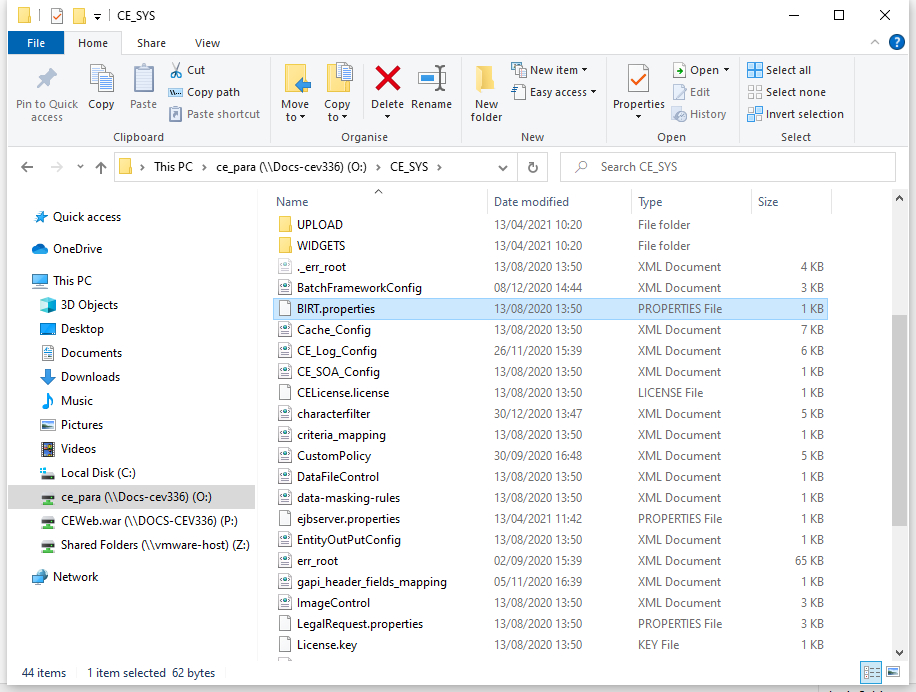 CE_SYS
File Home Share View
Pin to Quick access
Copy
Paste
Cut
Copy path
Paste shortcut
Clipboard
Move to
Copy to
Delete
Rename
Organise
New folder
New item
Easy access
New
Properties
Open
Edit
History
Open
Select all
Select none
Invert selection
Select
This PC > ce_para (\\Docs-cev336) (O:) > CE_SYS >
Search CE_SYS
Quick access
OneDrive
This PC
3D Objects
Desktop
Documents
Downloads
Music
Pictures
Videos
Local Disk (C:)
ce_para (\\Docs-cev336) (O:)
CEWeb.war (\\DOCS-CEV336) (P:)
Shared Folders (\\vmware-host) (Z:)
Network
Name Date modified Type Size
UPLOAD 13/04/2021 10:20 File folder
WIDGETS 13/04/2021 10:20 File folder
._err_root 13/08/2020 13:50 XML Document 4 KB
BatchFrameworkConfig 08/12/2020 14:44 XML Document 3 KB
BIRT.properties 13/08/2020 13:50 PROPERTIES File 1 KB
Cache_Config 13/08/2020 13:50 XML Document 7 KB
CE_Log_Config 26/11/2020 15:39 XML Document 6 KB
CE_SOA_Config 13/08/2020 13:50 XML Document 1 KB
CELicense.license 13/08/2020 13:50 LICENSE File 1 KB
characterfilter 30/12/2020 13:47 XML Document 5 KB
criteria_mapping 13/08/2020 13:50 XML Document 1 KB
CustomPolicy 30/09/2020 16:48 XML Document 5 KB
DataFileControl 13/08/2020 13:50 XML Document 1 KB
data-masking-rules 13/08/2020 13:50 XML Document 1 KB
ejbserver.properties 13/04/2021 11:42 PROPERTIES File 1 KB
EntityOutPutConfig 13/08/2020 13:50 XML Document 1 KB
err_root 02/09/2020 15:39 XML Document 65 KB
gapi_header_fields_mapping 05/11/2020 16:39 XML Document 1 KB
ImageControl 13/08/2020 13:50 XML Document 3 KB
LegalRequest.properties 13/08/2020 13:50 PROPERTIES File 3 KB
License.key 13/08/2020 13:50 KEY File 1 KB
44 items 1 item selected 62 bytes